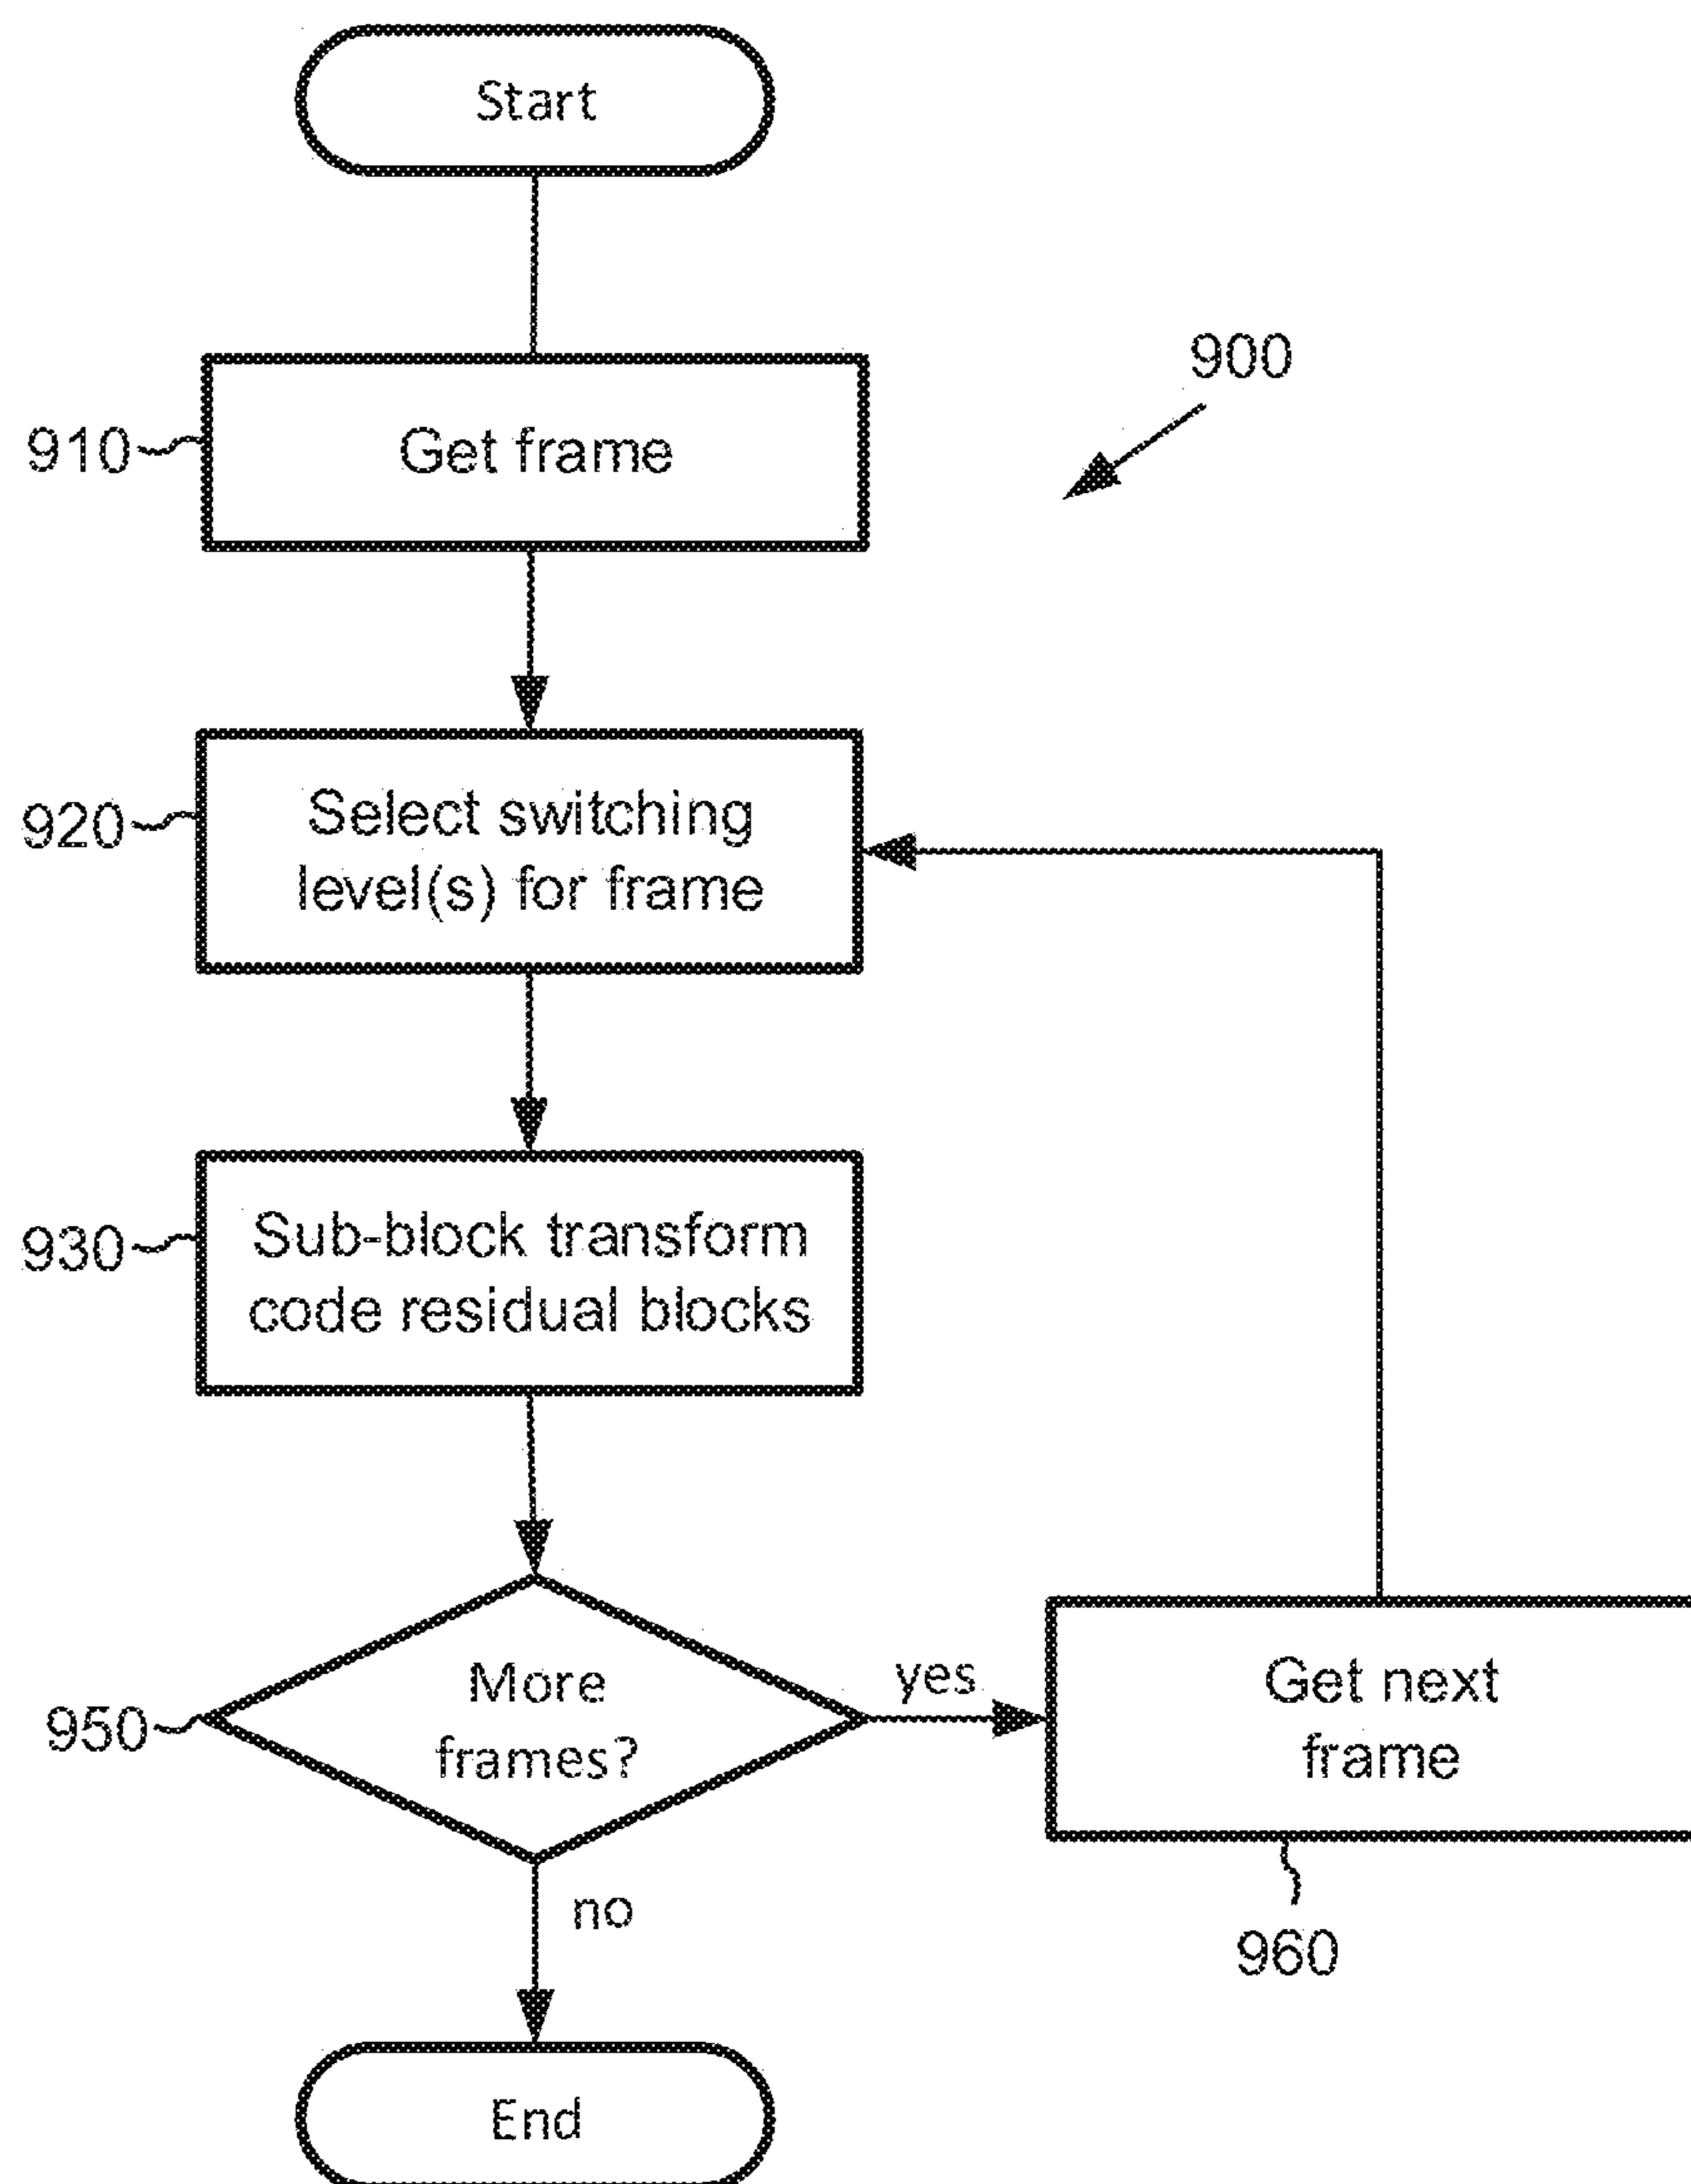 Start
900
910
Get frame
920
Select switching
level(s) for frame
930
Sub-block transform
code residual blocks
950
More
frames?
yes
Get next
frame
960
no
End